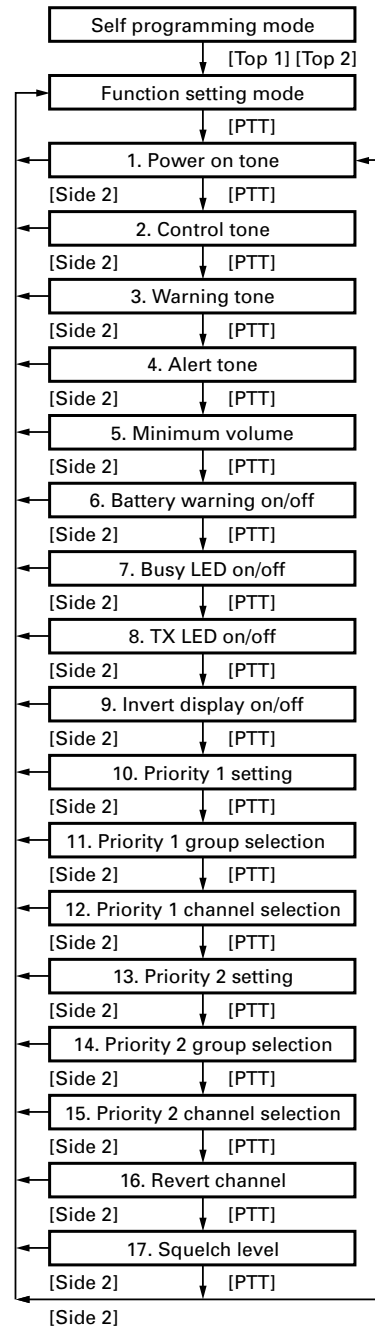 Self programming mode
[Top 1] [Top 2]
Function setting mode
[PTT]
1. Power on tone
[Side 2] [PTT]
2. Control tone
[Side 2] [PTT]
3. Warning tone
[Side 2] [PTT]
4. Alert tone
[Side 2] [PTT]
5. Minimum volume
[Side 2] [PTT]
6. Battery warning on/off
[Side 2] [PTT]
7. Busy LED on/off
[Side 2] [PTT]
8. TX LED on/off
[Side 2] [PTT]
9. Invert display on/off
[Side 2] [PTT]
10. Priority 1 setting
[Side 2] [PTT]
11. Priority 1 group selection
[Side 2] [PTT]
12. Priority 1 channel selection
[Side 2] [PTT]
13. Priority 2 setting
[Side 2] [PTT]
14. Priority 2 group selection
[Side 2] [PTT]
15. Priority 2 channel selection
[Side 2] [PTT]
16. Revert channel
[Side 2] [PTT]
17. Squelch level
[Side 2] [PTT]
[Side 2]